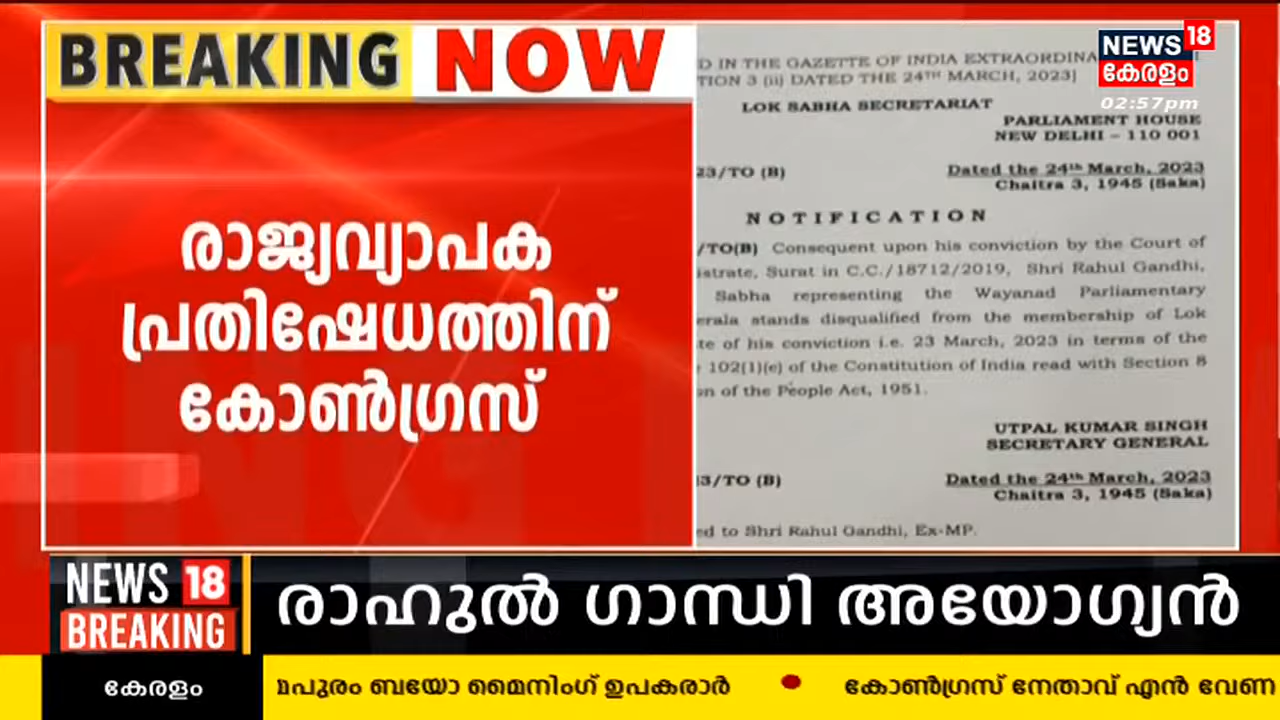 BREAKING NOW
രാജ്യവ്യാപക
പ്രതിഷേധത്തിന്
കോൺഗ്രസ്
NEWS 18
കേരളം
02:57pm
D IN THE GAZETTE OF INDIA EXTRAORDINA
TION 3 (ii) DATED THE 24TH MARCH, 2023]
LOK SABHA SECRETARIAT
PARLIAMENT HOUSE
NEW DELHI – 110 001
23/TO (B) Dated the 24th March, 2023
Chaitra 3, 1945 (Saka)
NOTIFICATION
/TO(B) Consequent upon his conviction by the Court of
istrate, Surat in C.C./18712/2019, Shri Rahul Gandhi,
Sabha representing the Wayanad Parliamentary
erala stands disqualified from the membership of Lok
te of his conviction i.e. 23 March, 2023 in terms of the
102(1)(e) of the Constitution of India read with Section 8
on of the People Act, 1951.
UTPAL KUMAR SINGH
SECRETARY GENERAL
3/TO (B) Dated the 24th March, 2023
Chaitra 3, 1945 (Saka)
ed to Shri Rahul Gandhi, Ex-MP.
NEWS 18
BREAKING
രാഹുൽ ഗാന്ധി അയോഗ്യൻ
കേരളം
മപുരം ബയോ മൈനിംഗ് ഉപകരാർ • കോൺഗ്രസ് നേതാവ് എൻ വേണ